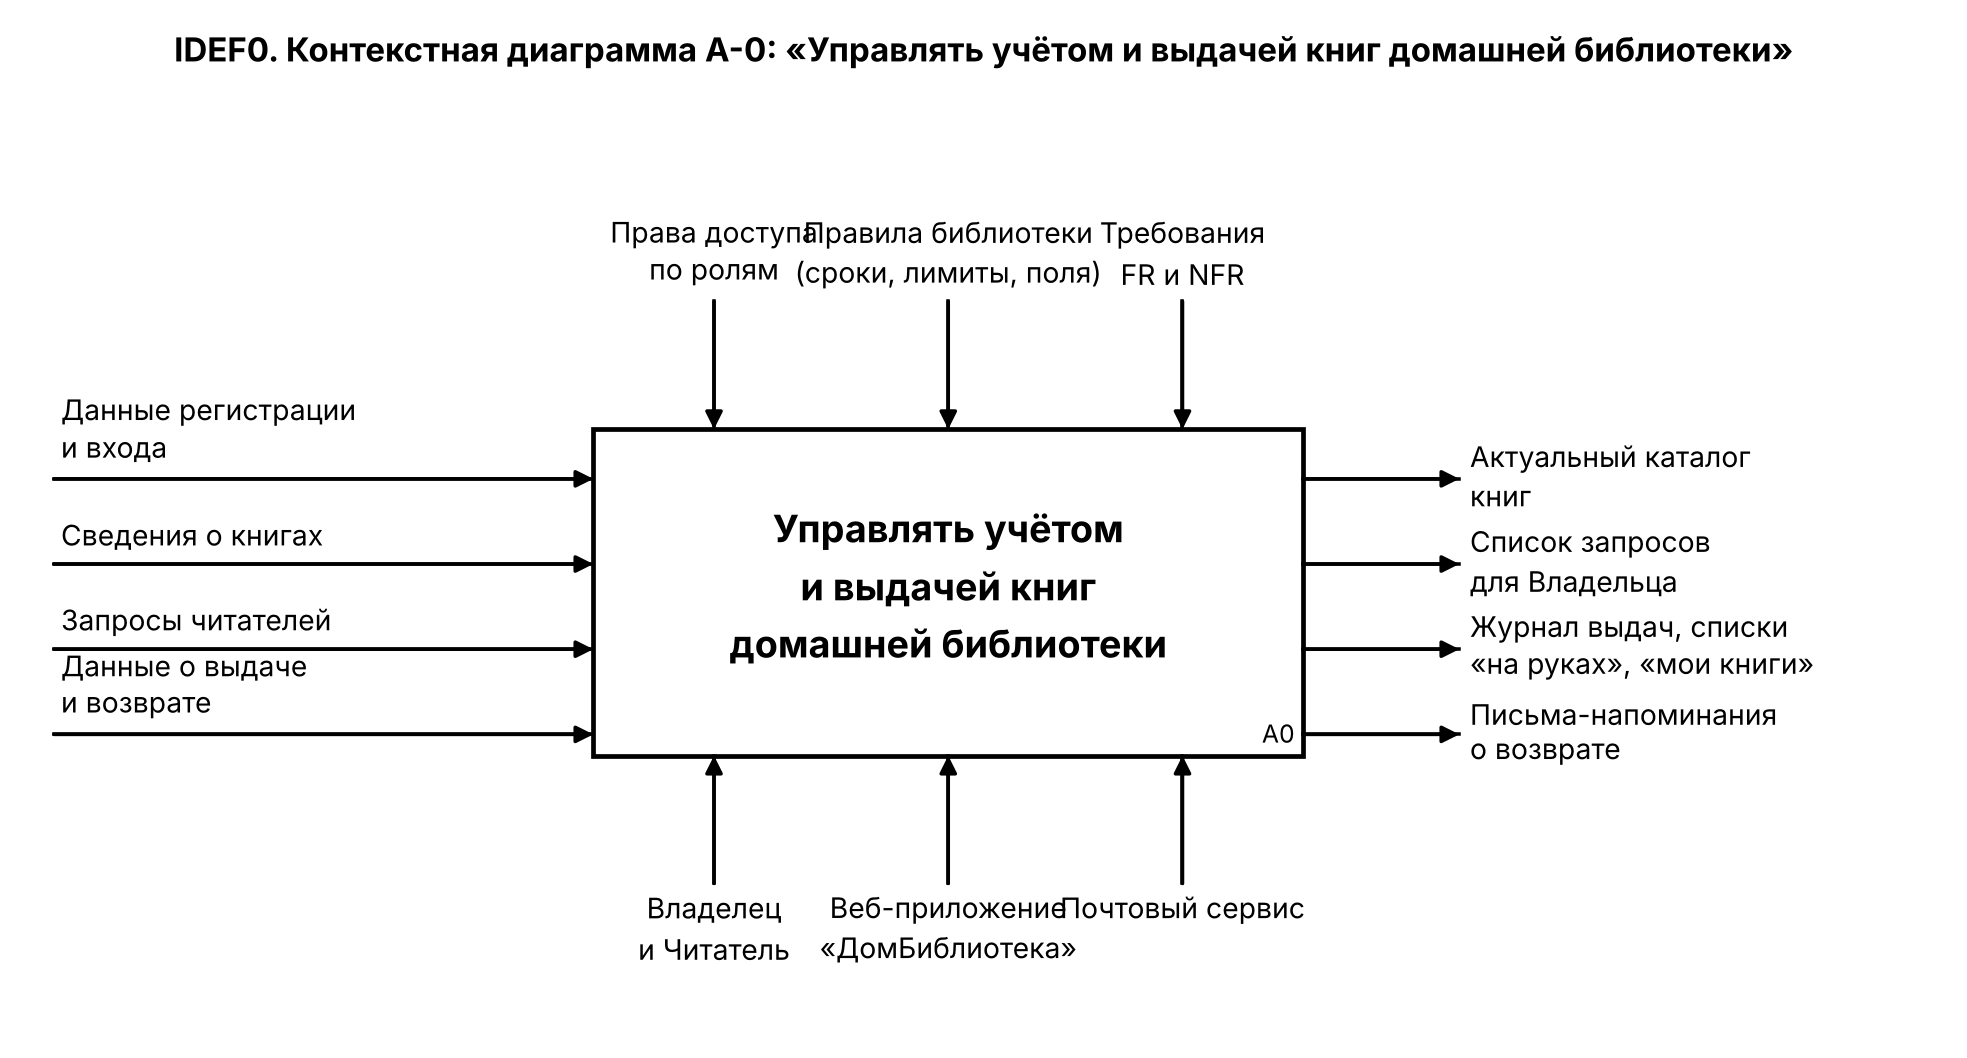 IDEF0. Контекстная диаграмма А-0: «Управлять учётом и выдачей книг домашней библиотеки»
Права доступа
по ролям
Правила библиотеки
(сроки, лимиты, поля)
Требования
FR и NFR
Данные регистрации
и входа
Сведения о книгах
Запросы читателей
Данные о выдаче
и возврате
Управлять учётом
и выдачей книг
домашней библиотеки
А0
Актуальный каталог
книг
Список запросов
для Владельца
Журнал выдач, списки
«на руках», «мои книги»
Письма-напоминания
о возврате
Владелец
и Читатель
Веб-приложение
«ДомБиблиотека»
Почтовый сервис